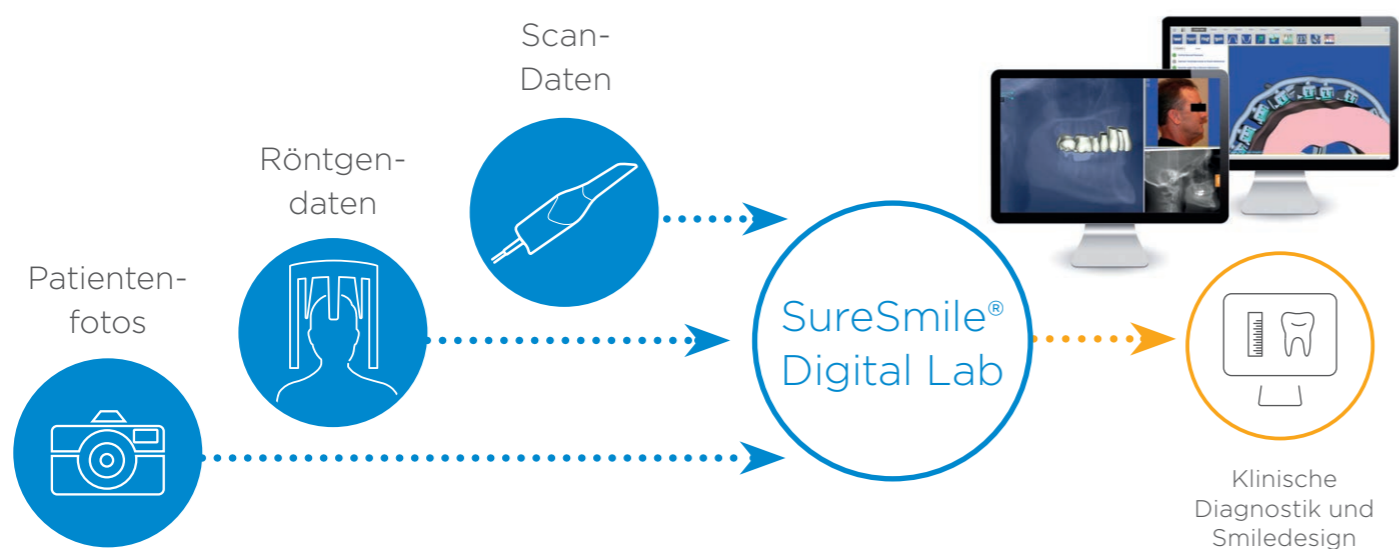 Scan-
Daten
Röntgen-
daten
Patienten-
fotos
SureSmile®
Digital Lab
Klinische
Diagnostik und
Smiledesign